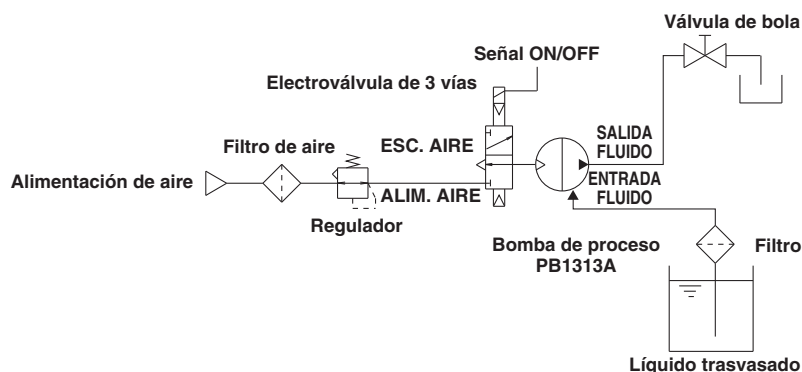 Válvula de bola
Señal ON/OFF
Electroválvula de 3 vías
Filtro de aire
ESC. AIRE
SALIDA
FLUIDO
Alimentación de aire
ALIM. AIRE
ENTRADA
FLUIDO
Regulador
Bomba de proceso
PB1313A
Filtro
Líquido trasvasado